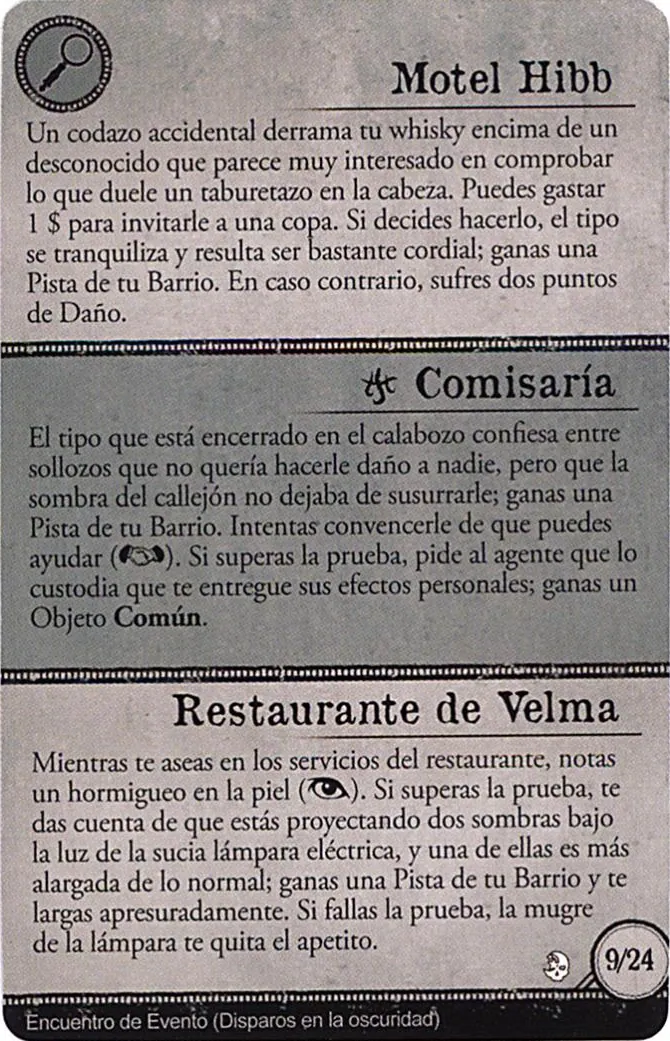 Motel Hibb
Un codazo accidental derrama tu whisky encima de un
desconocido que parece muy interesado en comprobar
lo que duele un taburetazo en la cabeza. Puedes gastar
1 $ para invitarle a una copa. Si decides hacerlo, el tipo
se tranquiliza y resulta ser bastante cordial; ganas una
Pista de tu Barrio. En caso contrario, sufres dos puntos
de Daño.
Comisaría
El tipo que está encerrado en el calabozo confiesa entre
sollozos que no quería hacerle daño a nadie, pero que la
sombra del callejón no dejaba de susurrarle; ganas una
Pista de tu Barrio. Intentas convencerle de que puedes
ayudar (). Si superas la prueba, pide al agente que lo
custodia que te entregue sus efectos personales; ganas un
Objeto Común.
Restaurante de Velma
Mientras te aseas en los servicios del restaurante, notas
un hormigueo en la piel (). Si superas la prueba, te
das cuenta de que estás proyectando dos sombras bajo
la luz de la sucia lámpara eléctrica, y una de ellas es más
alargada de lo normal; ganas una Pista de tu Barrio y te
largas apresuradamente. Si fallas la prueba, la mugre
de la lámpara te quita el apetito.
9/24
Encuentro de Evento (Disparos en la oscuridad)